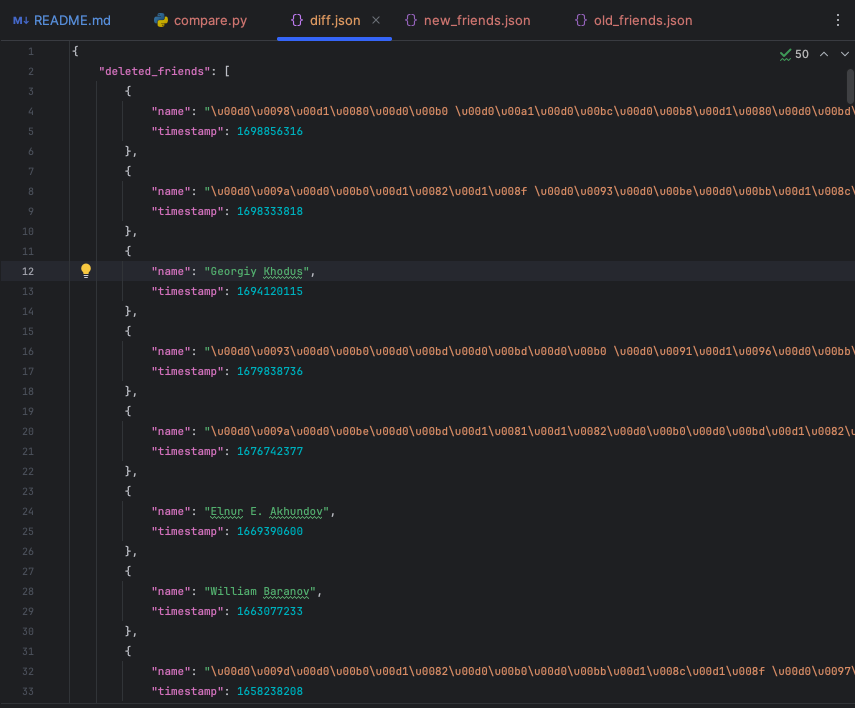 README.md compare.py diff.json new_friends.json old_friends.json
50
1 {
2 "deleted_friends": [
3 {
4 "name": "\u00d0\u0098\u00d1\u0080\u00d0\u00b0 \u00d0\u00a1\u00d0\u00bc\u00d0\u00b8\u00d1\u0080\u00d0\u00bd\
5 "timestamp": 1698856316
6 },
7 {
8 "name": "\u00d0\u009a\u00d0\u00b0\u00d1\u0082\u00d1\u008f \u00d0\u0093\u00d0\u00be\u00d0\u00bb\u00d1\u008c\
9 "timestamp": 1698333818
10 },
11 {
12 "name": "Georgiy Khodus",
13 "timestamp": 1694120115
14 },
15 {
16 "name": "\u00d0\u0093\u00d0\u00b0\u00d0\u00bd\u00d0\u00bd\u00d0\u00b0 \u00d0\u0091\u00d1\u0096\u00d0\u00bb\
17 "timestamp": 1679838736
18 },
19 {
20 "name": "\u00d0\u009a\u00d0\u00be\u00d0\u00bd\u00d1\u0081\u00d1\u0082\u00d0\u00b0\u00d0\u00bd\u00d1\u0082\u
21 "timestamp": 1676742377
22 },
23 {
24 "name": "Elnur E. Akhundov",
25 "timestamp": 1669390600
26 },
27 {
28 "name": "William Baranov",
29 "timestamp": 1663077233
30 },
31 {
32 "name": "\u00d0\u009d\u00d0\u00b0\u00d1\u0082\u00d0\u00b0\u00d0\u00bb\u00d1\u008c\u00d1\u008f \u00d0\u0097\
33 "timestamp": 1658238208